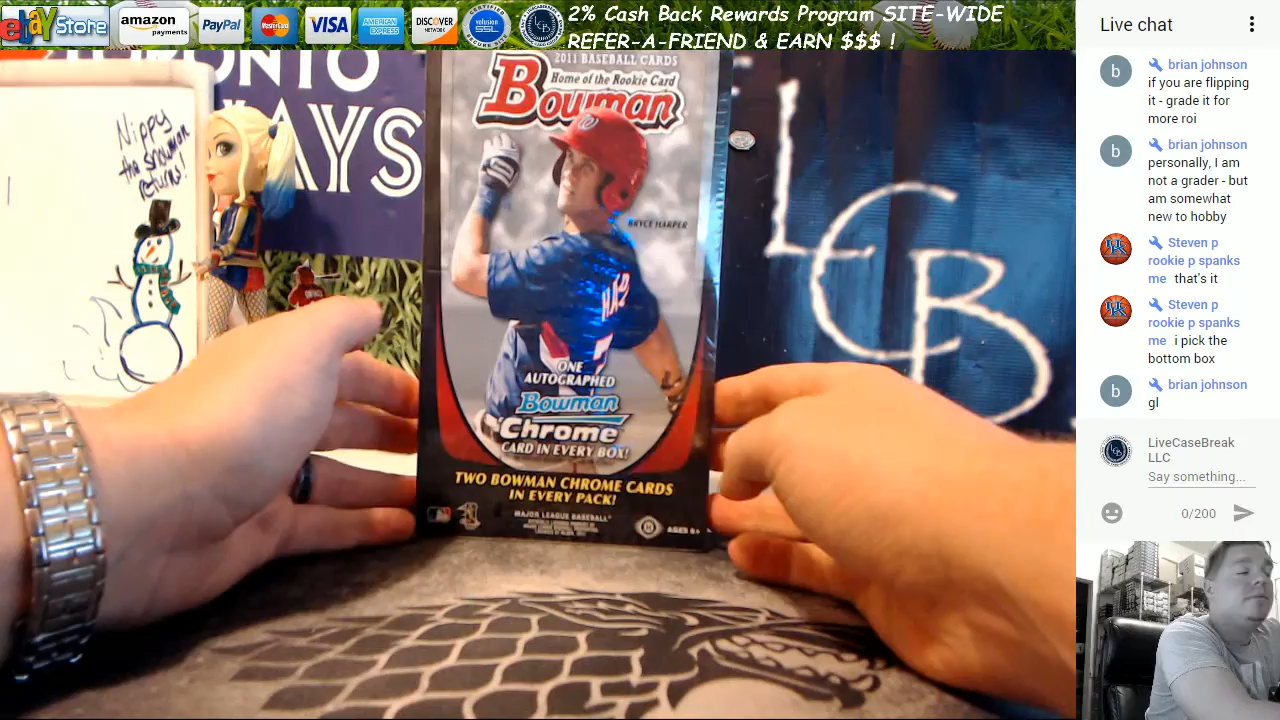 ebay Store
amazon
payments
PayPal
MasterCard
VISA
AMERICAN
EXPRESS
DISCOVER
NETWORK
CERTIFIED
volusion
SSL
2% Cash Back Rewards Program SITE-WIDE
REFER-A-FRIEND & EARN $$$ !
TORONTO
JAYS
Nippy
the snowman
returns!
2011 BASEBALL CARDS
Home of the Rookie Card
Bowman
BRYCE HARPER
ONE
AUTOGRAPHED
Bowman
Chrome
CARD IN EVERY BOX!
TWO BOWMAN CHROME CARDS
IN EVERY PACK!
MAJOR LEAGUE BASEBALL
LCB
Live chat
b
brian johnson
if you are flipping
it - grade it for
more roi
b
brian johnson
personally, I am
not a grader - but
am somewhat
new to hobby
Steven p
rookie p spanks
me that's it
Steven p
rookie p spanks
me i pick the
bottom box
b
brian johnson
gl
LiveCaseBreak
LLC
Say something...
0/200